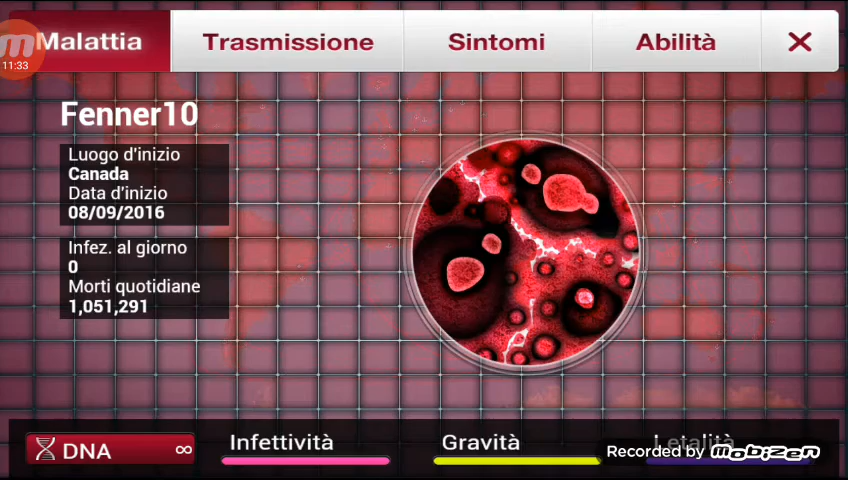 Malattia
Trasmissione
Sintomi
Abilità
11:33
Fenner10
Luogo d'inizio
Canada
Data d'inizio
08/09/2016
Infez. al giorno
0
Morti quotidiane
1,051,291
DNA ∞
Infettività
Gravità
Letalità
Recorded by mobizen